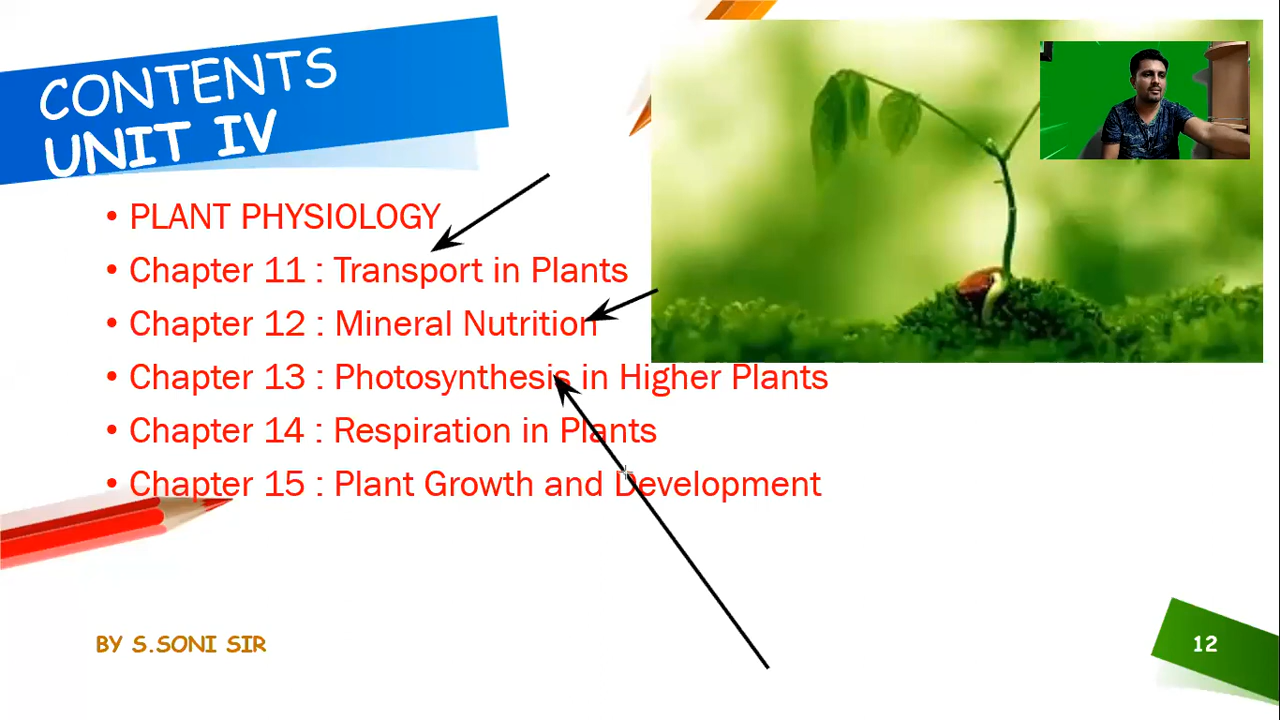 CONTENTS
UNIT IV
• PLANT PHYSIOLOGY
• Chapter 11 : Transport in Plants
• Chapter 12 : Mineral Nutrition
• Chapter 13 : Photosynthesis in Higher Plants
• Chapter 14 : Respiration in Plants
• Chapter 15 : Plant Growth and Development
BY S.SONI SIR
12